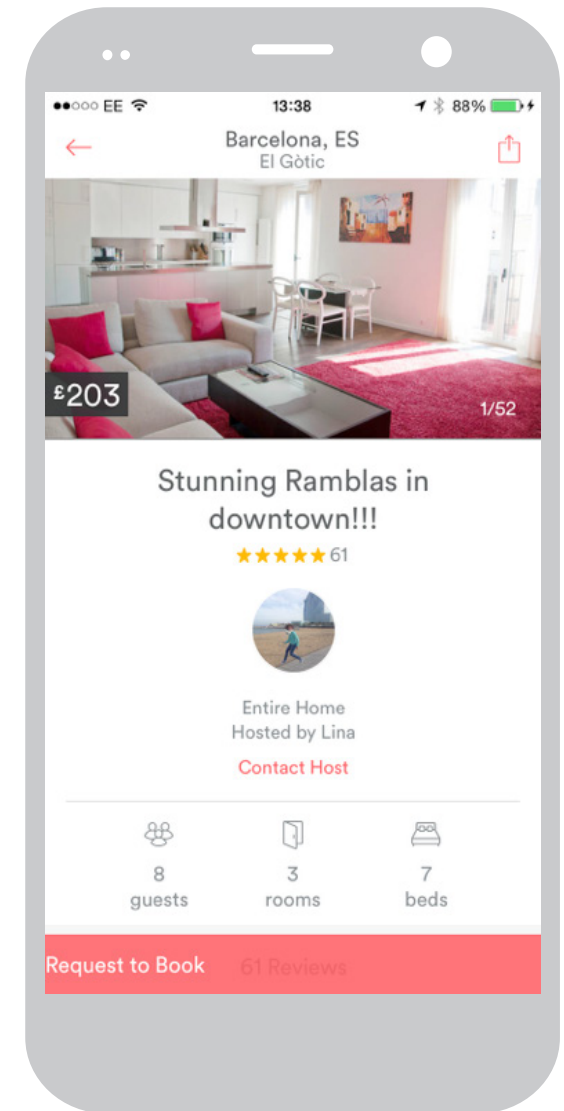 EE 13:38 88%
Barcelona, ES
El Gòtic
£203
1/52
Stunning Ramblas in
downtown!!!
61
Entire Home
Hosted by Lina
Contact Host
8 3 7
guests rooms beds
Request to Book 61 Reviews